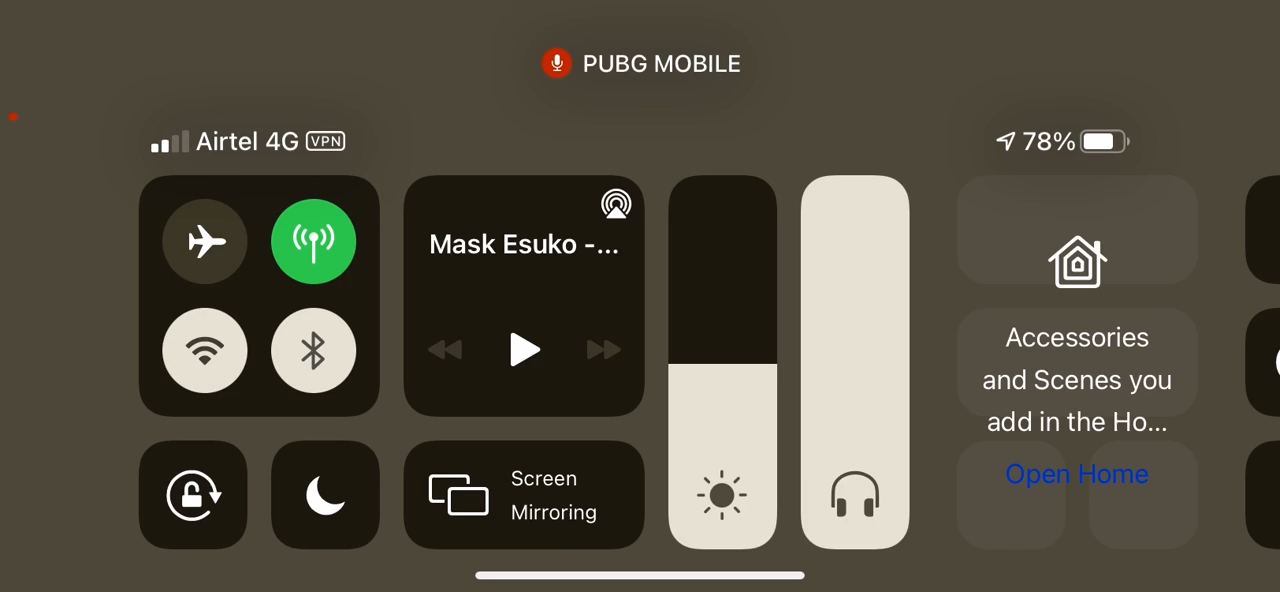 PUBG MOBILE
Airtel 4G VPN
78%
Mask Esuko -...
Accessories
and Scenes you
add in the Ho...
Open Home
Screen
Mirroring